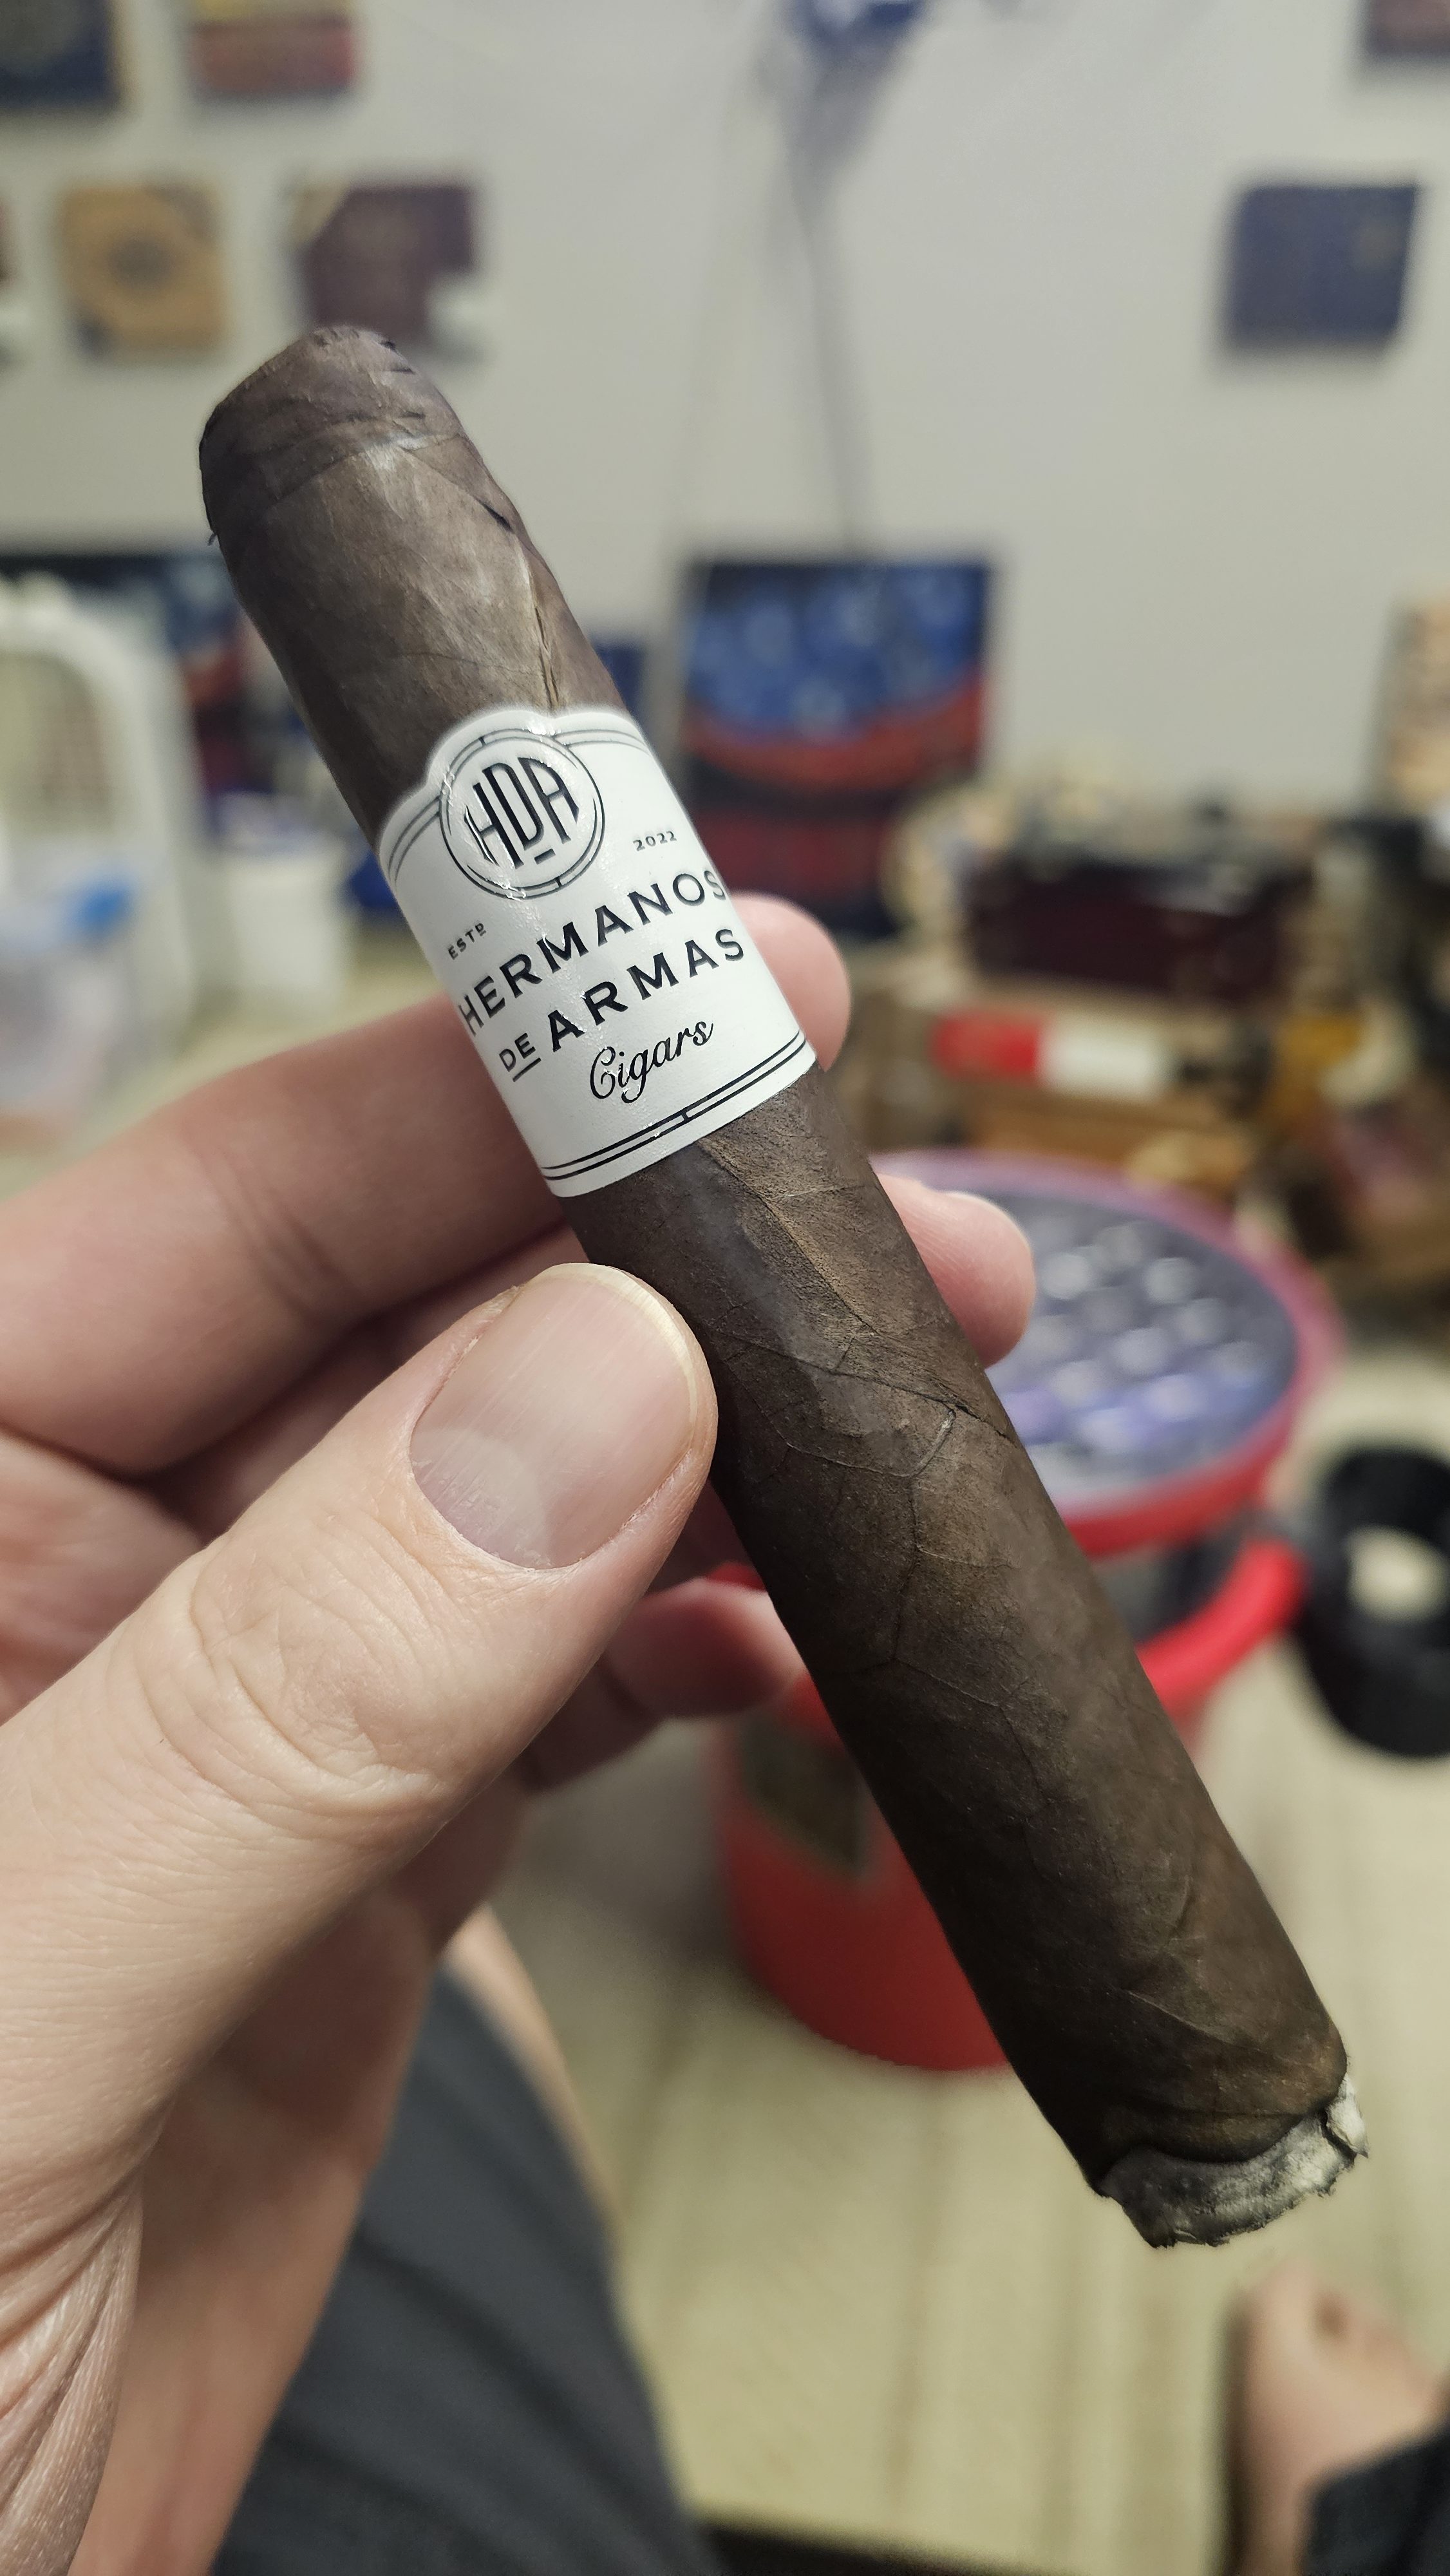 HDA
ESTD 2022
HERMANOS
DE ARMAS
Cigars